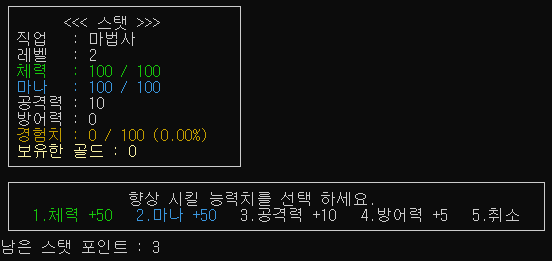 <<< 스탯 >>>
직업 : 마법사
레벨 : 2
체력 : 100 / 100
마나 : 100 / 100
공격력 : 10
방어력 : 0
경험치 : 0 / 100 (0.00%)
보유한 골드 : 0
향상 시킬 능력치를 선택 하세요.
1.체력 +50 2.마나 +50 3.공격력 +10 4.방어력 +5 5.취소
남은 스탯 포인트 : 3